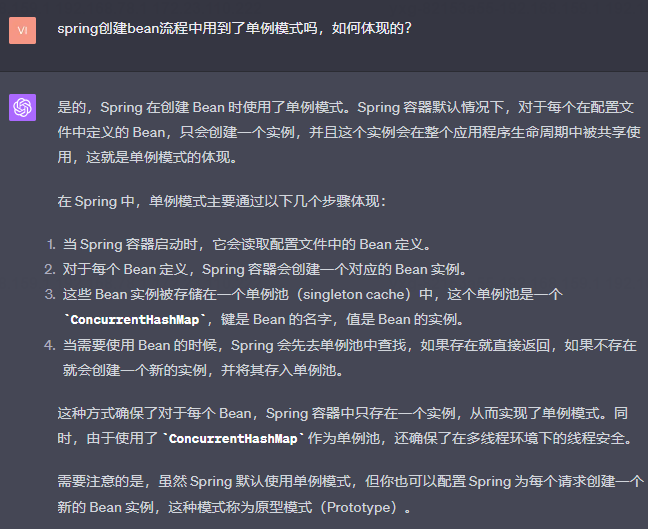 VI
spring创建bean流程中用到了单例模式吗，如何体现的？
是的，Spring 在创建 Bean 时使用了单例模式。Spring 容器默认情况下，对于每个在配置文
件中定义的 Bean，只会创建一个实例，并且这个实例会在整个应用程序生命周期中被共享使
用，这就是单例模式的体现。
在 Spring 中，单例模式主要通过以下几个步骤体现：
1. 当 Spring 容器启动时，它会读取配置文件中的 Bean 定义。
2. 对于每个 Bean 定义，Spring 容器会创建一个对应的 Bean 实例。
3. 这些 Bean 实例被存储在一个单例池（singleton cache）中，这个单例池是一个
`ConcurrentHashMap`，键是 Bean 的名字，值是 Bean 的实例。
4. 当需要使用 Bean 的时候，Spring 会先去单例池中查找，如果存在就直接返回，如果不存在
就会创建一个新的实例，并将其存入单例池。
这种方式确保了对于每个 Bean，Spring 容器中只存在一个实例，从而实现了单例模式。同
时，由于使用了 `ConcurrentHashMap` 作为单例池，还确保了在多线程环境下的线程安全。
需要注意的是，虽然 Spring 默认使用单例模式，但你也可以配置 Spring 为每个请求创建一个
新的 Bean 实例，这种模式称为原型模式（Prototype）。